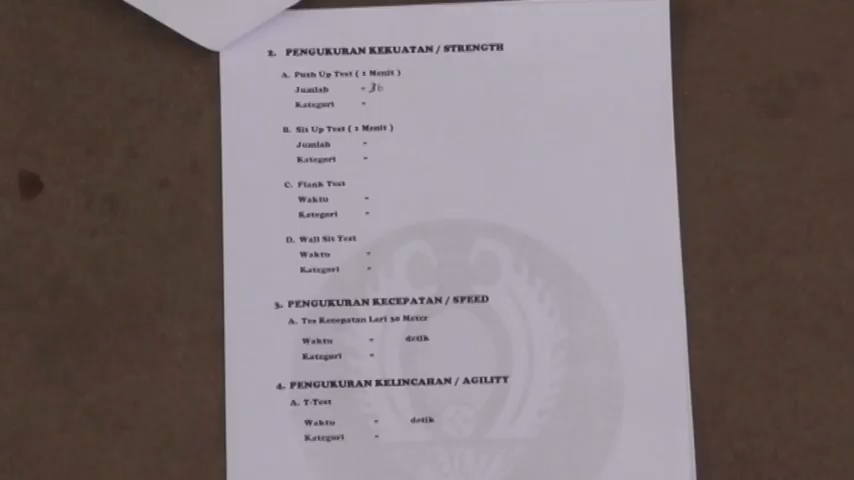 2. PENGUKURAN KEKUATAN / STRENGTH
A. Push Up Test ( 1 Menit )
Jumlah = 36
Kategori =
B. Sit Up Test ( 1 Menit )
Jumlah =
Kategori =
C. Plank Test
Waktu =
Kategori =
D. Wall Sit Test
Waktu =
Kategori =
3. PENGUKURAN KECEPATAN / SPEED
A. Tes Kecepatan Lari 30 Meter
Waktu = detik
Kategori =
4. PENGUKURAN KELINCAHAN / AGILITY
A. T-Test
Waktu = detik
Kategori =